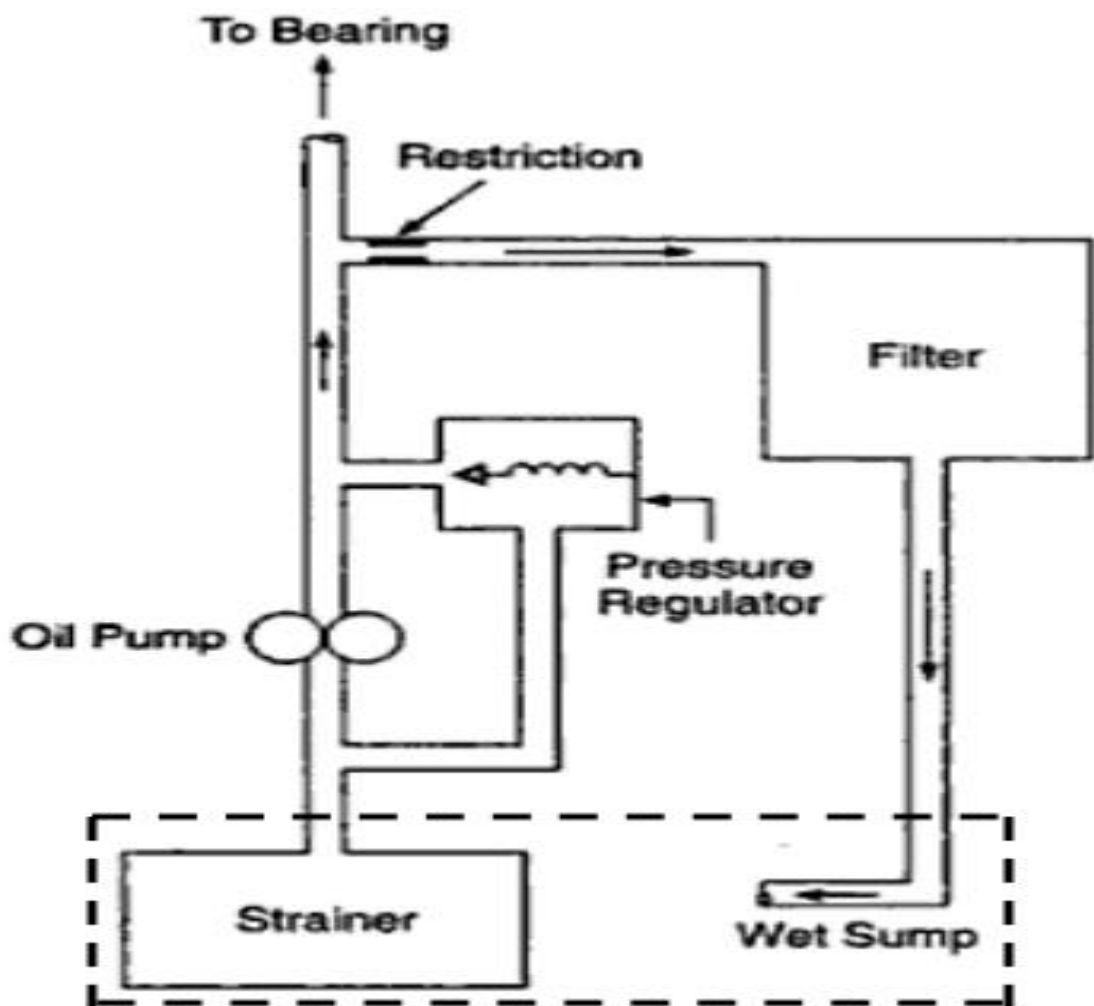 To Bearing
Restriction
Filter
Pressure
Regulator
Oil Pump
Strainer
Wet Sump